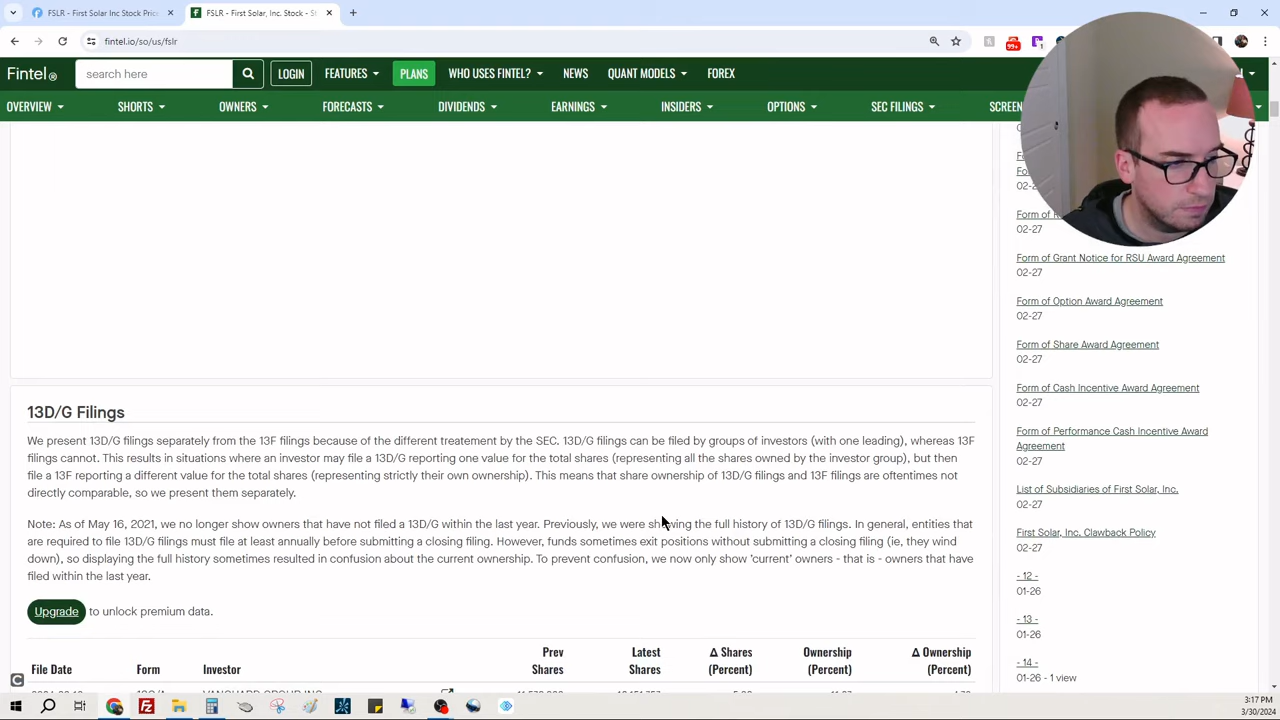 FSLR - First Solar Inc Stock Pric
FSLR - First Solar, Inc. Stock - S
fintel.io/so/us/fslr
99+
1
Fintel
search here
LOGIN
FEATURES
PLANS
WHO USES FINTEL?
NEWS
QUANT MODELS
FOREX
OVERVIEW
SHORTS
OWNERS
FORECASTS
DIVIDENDS
EARNINGS
INSIDERS
OPTIONS
SEC FILINGS
SCREEN
13D/G Filings
We present 13D/G filings separately from the 13F filings because of the different treatment by the SEC. 13D/G filings can be filed by groups of investors (with one leading), whereas 13F
filings cannot. This results in situations where an investor may file a 13D/G reporting one value for the total shares (representing all the shares owned by the investor group), but then
file a 13F reporting a different value for the total shares (representing strictly their own ownership). This means that share ownership of 13D/G filings and 13F filings are oftentimes not
directly comparable, so we present them separately.
Note: As of May 16, 2021, we no longer show owners that have not filed a 13D/G within the last year. Previously, we were showing the full history of 13D/G filings. In general, entities that
are required to file 13D/G filings must file at least annually before submitting a closing filing. However, funds sometimes exit positions without submitting a closing filing (ie, they wind
down), so displaying the full history sometimes resulted in confusion about the current ownership. To prevent confusion, we now only show 'current' owners - that is - owners that have
filed within the last year.
Upgrade to unlock premium data.
File Date
Form
Investor
Prev
Shares
Latest
Shares
Δ Shares
(Percent)
Ownership
(Percent)
Δ Ownership
(Percent)
VANGUARD GROUP INC
Form of
02-27
Form of Grant Notice for RSU Award Agreement
02-27
Form of Option Award Agreement
02-27
Form of Share Award Agreement
02-27
Form of Cash Incentive Award Agreement
02-27
Form of Performance Cash Incentive Award
Agreement
02-27
List of Subsidiaries of First Solar, Inc.
02-27
First Solar, Inc. Clawback Policy
02-27
- 12 -
01-26
- 13 -
01-26
- 14 -
01-26 - 1 view
3:17 PM
3/30/2024